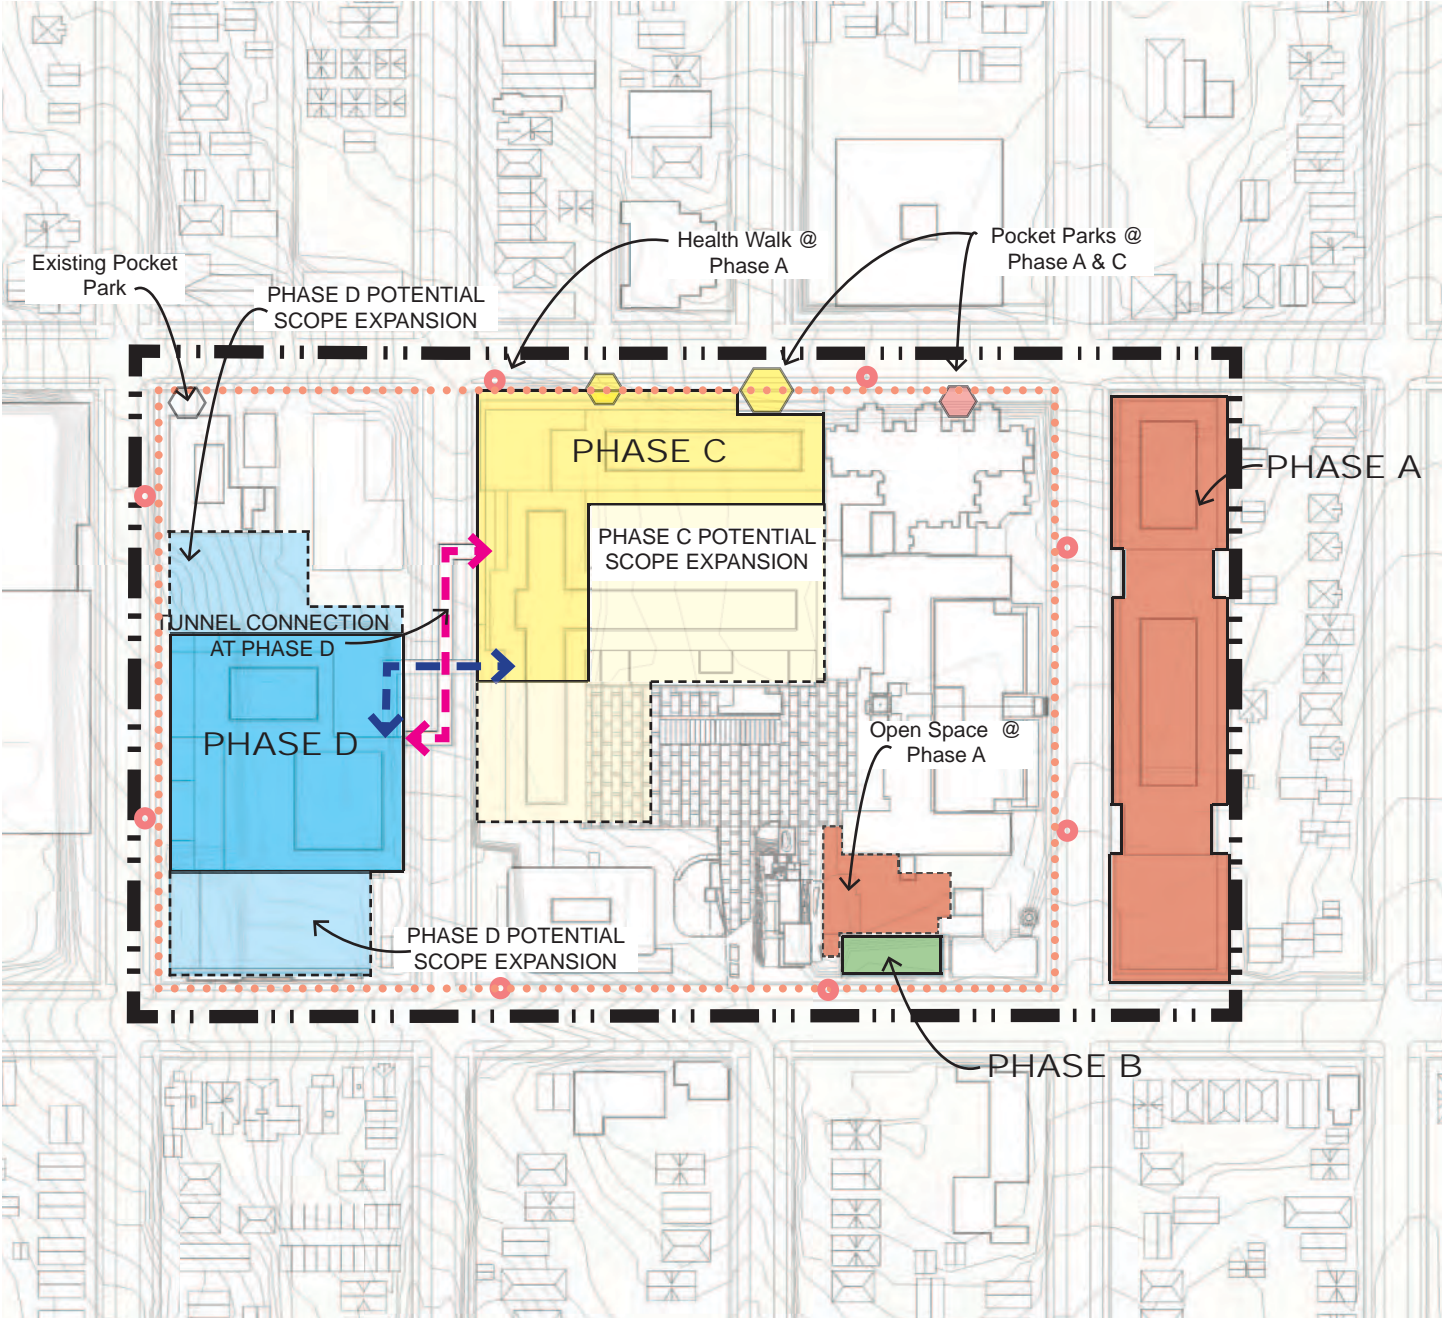 Health Walk @
Phase A
Pocket Parks @
Phase A & C
Existing Pocket
Park
PHASE D POTENTIAL
SCOPE EXPANSION
PHASE C
PHASE A
PHASE C POTENTIAL
SCOPE EXPANSION
TUNNEL CONNECTION
AT PHASE D
PHASE D
Open Space @
Phase A
PHASE D POTENTIAL
SCOPE EXPANSION
PHASE B